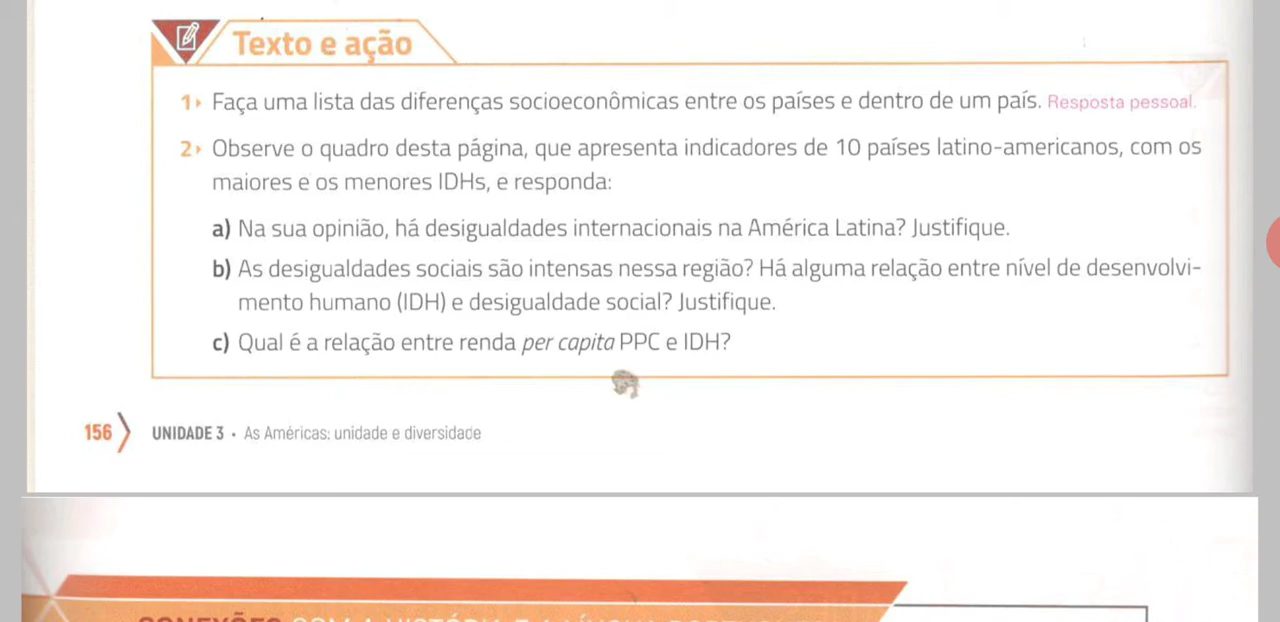 Texto e ação
1 Faça uma lista das diferenças socioeconômicas entre os países e dentro de um país. Resposta pessoal.
2 Observe o quadro desta página, que apresenta indicadores de 10 países latino-americanos, com os
maiores e os menores IDHs, e responda:
a) Na sua opinião, há desigualdades internacionais na América Latina? Justifique.
b) As desigualdades sociais são intensas nessa região? Há alguma relação entre nível de desenvolvi-
mento humano (IDH) e desigualdade social? Justifique.
c) Qual é a relação entre renda per capita PPC e IDH?
156 UNIDADE 3 • As Américas: unidade e diversidade
CONEXÕES COM A HISTÓRIA E A LÍNGUA